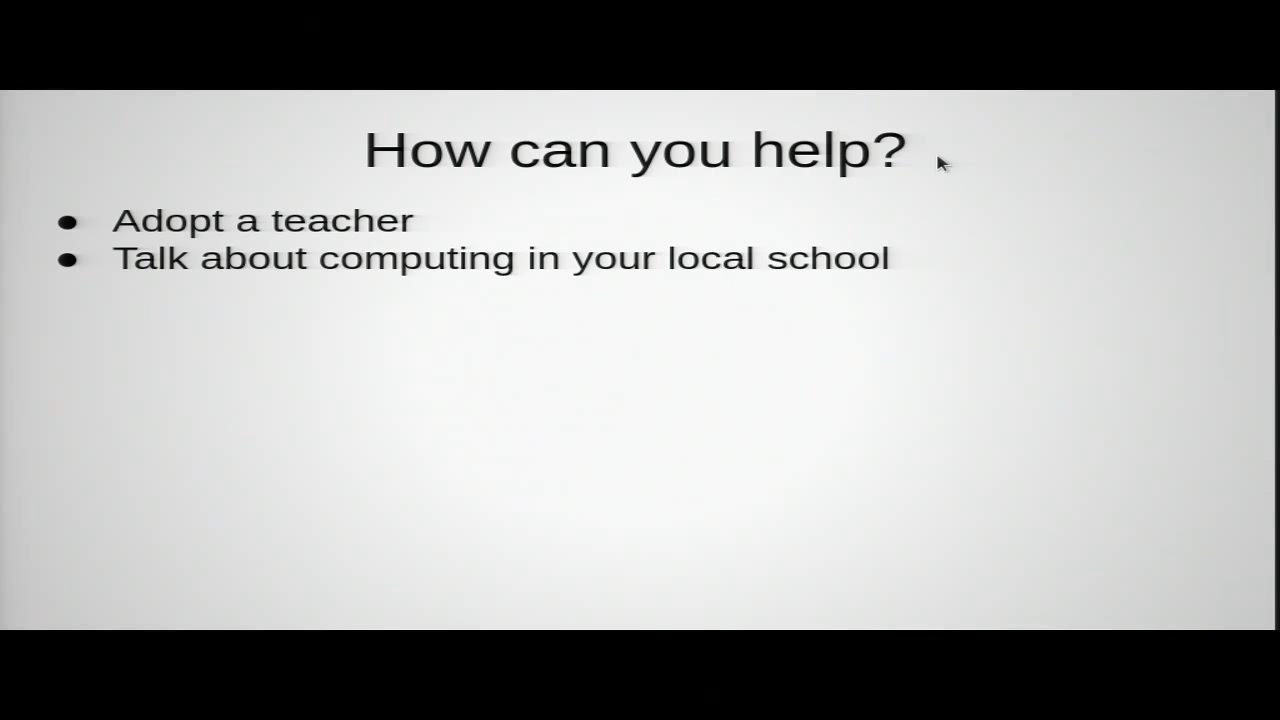 How can you help?
● Adopt a teacher
● Talk about computing in your local school